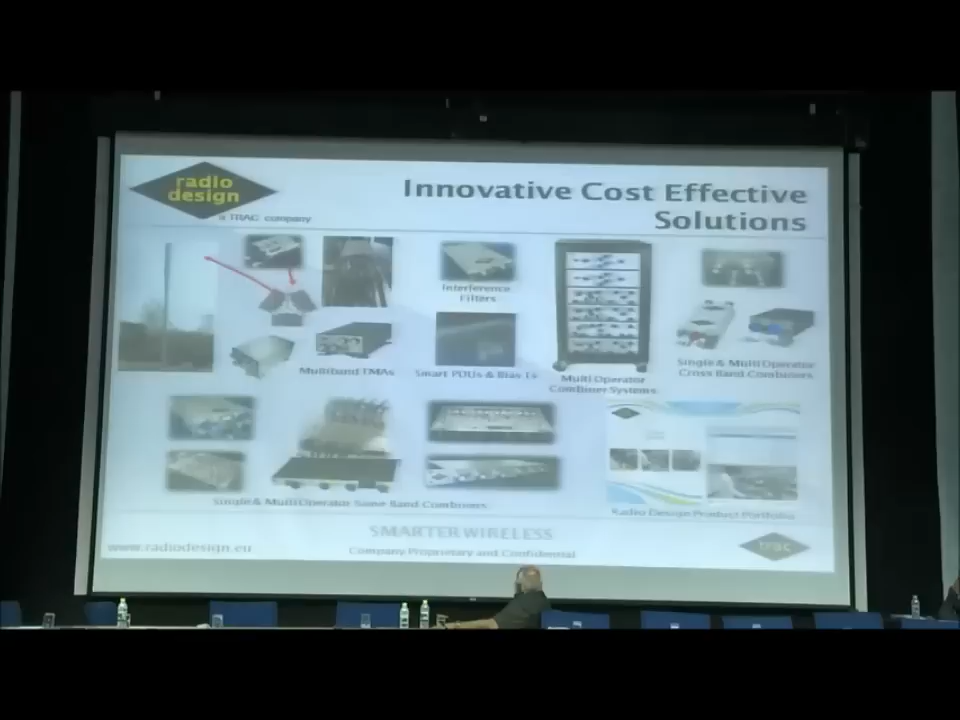 radio
design
a TRAC company
Innovative Cost Effective
Solutions
Interference
Filters
Multiband TMAs
Smart PDUs & Bias Ts
Multi Operator
Combiner Systems
Single & Multi Operator
Cross Band Combiners
Single & Multi Operator Same Band Combiners
Radio Design Product Portfolio
SMARTER WIRELESS
www.radiodesign.eu
Company Proprietary and Confidential
trac